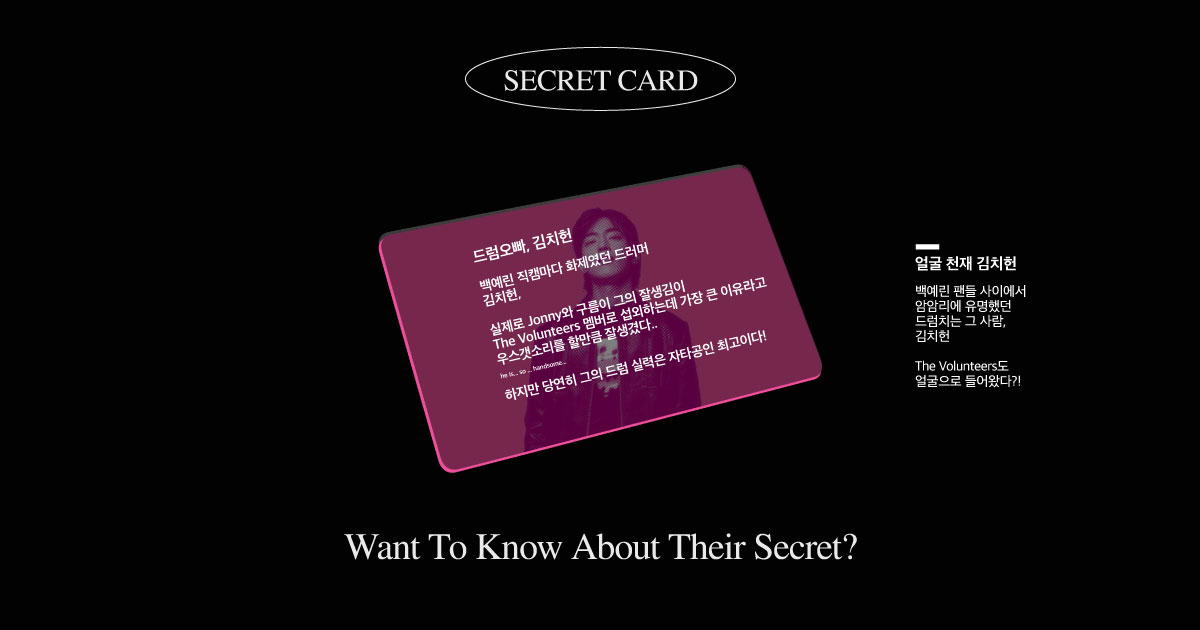 SECRET CARD
드럼오빠, 김치헌
백예린 직캠마다 화제였던 드러머
김치헌,
실제로 Jonny와 구름이 그의 잘생김이
The Volunteers 멤버로 섭외하는데 가장 큰 이유라고
우스갯소리를 할만큼 잘생겼다..
he is... so ... handsome...
하지만 당연히 그의 드럼 실력은 자타공인 최고이다!
얼굴 천재 김치헌
백예린 팬들 사이에서
암암리에 유명했던
드럼치는 그 사람,
김치헌
The Volunteers도
얼굴으로 들어왔다?!
Want To Know About Their Secret?